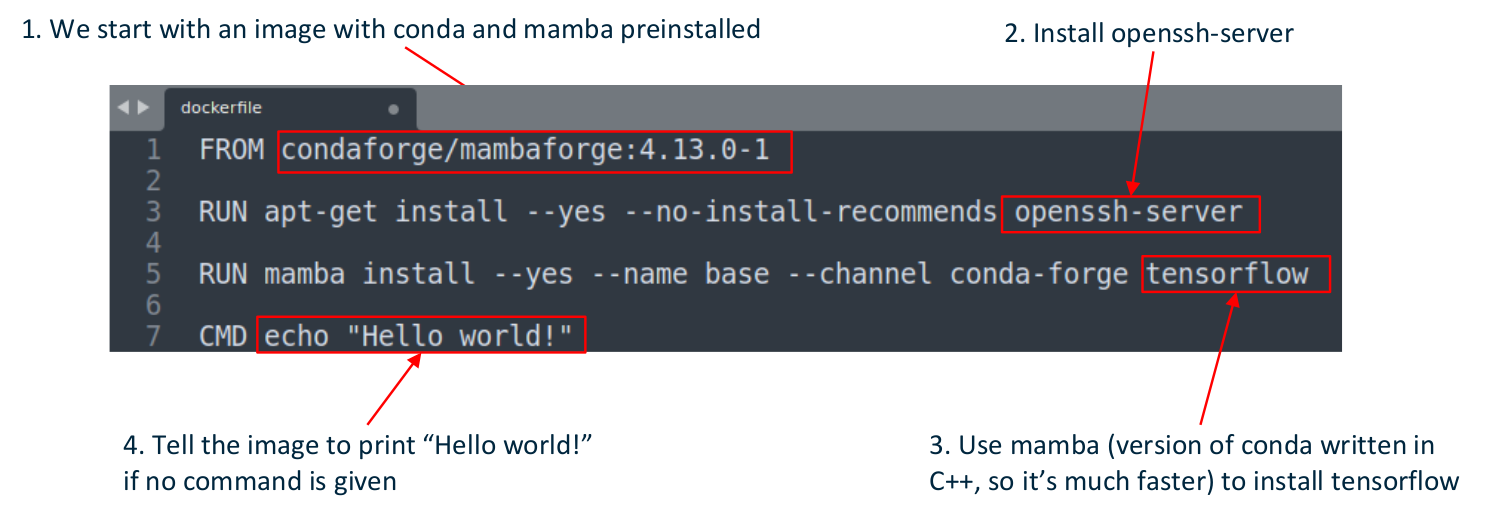 1. We start with an image with conda and mamba preinstalled
2. Install openssh-server
dockerfile
1 FROM condaforge/mambaforge:4.13.0-1
2
3 RUN apt-get install --yes --no-install-recommends openssh-server
4
5 RUN mamba install --yes --name base --channel conda-forge tensorflow
6
7 CMD echo "Hello world!"
4. Tell the image to print “Hello world!”
if no command is given
3. Use mamba (version of conda written in
C++, so it’s much faster) to install tensorflow